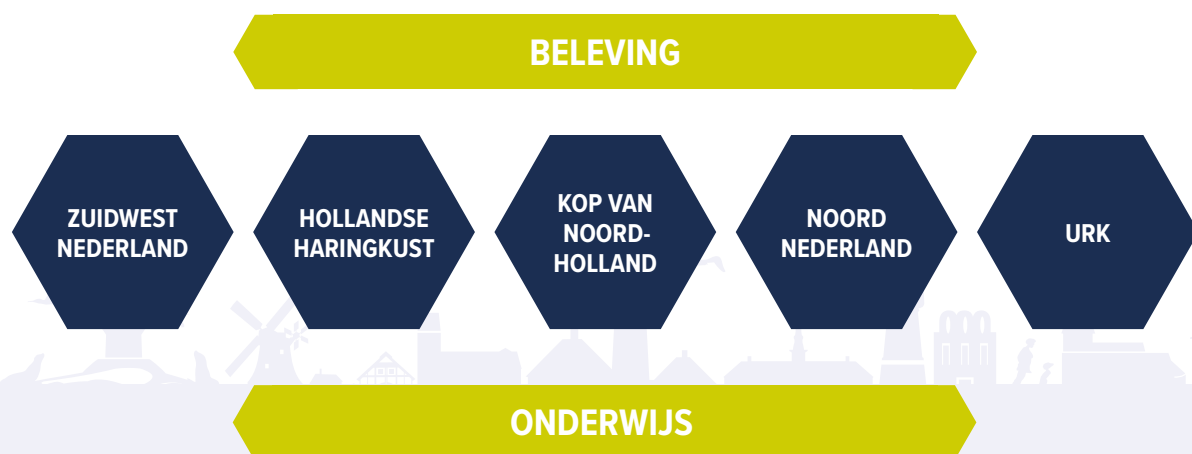 BELEVING
ZUIDWEST
NEDERLAND
HOLLANDSE
HARINGKUST
KOP VAN
NOORD-
HOLLAND
NOORD
NEDERLAND
URK
ONDERWIJS